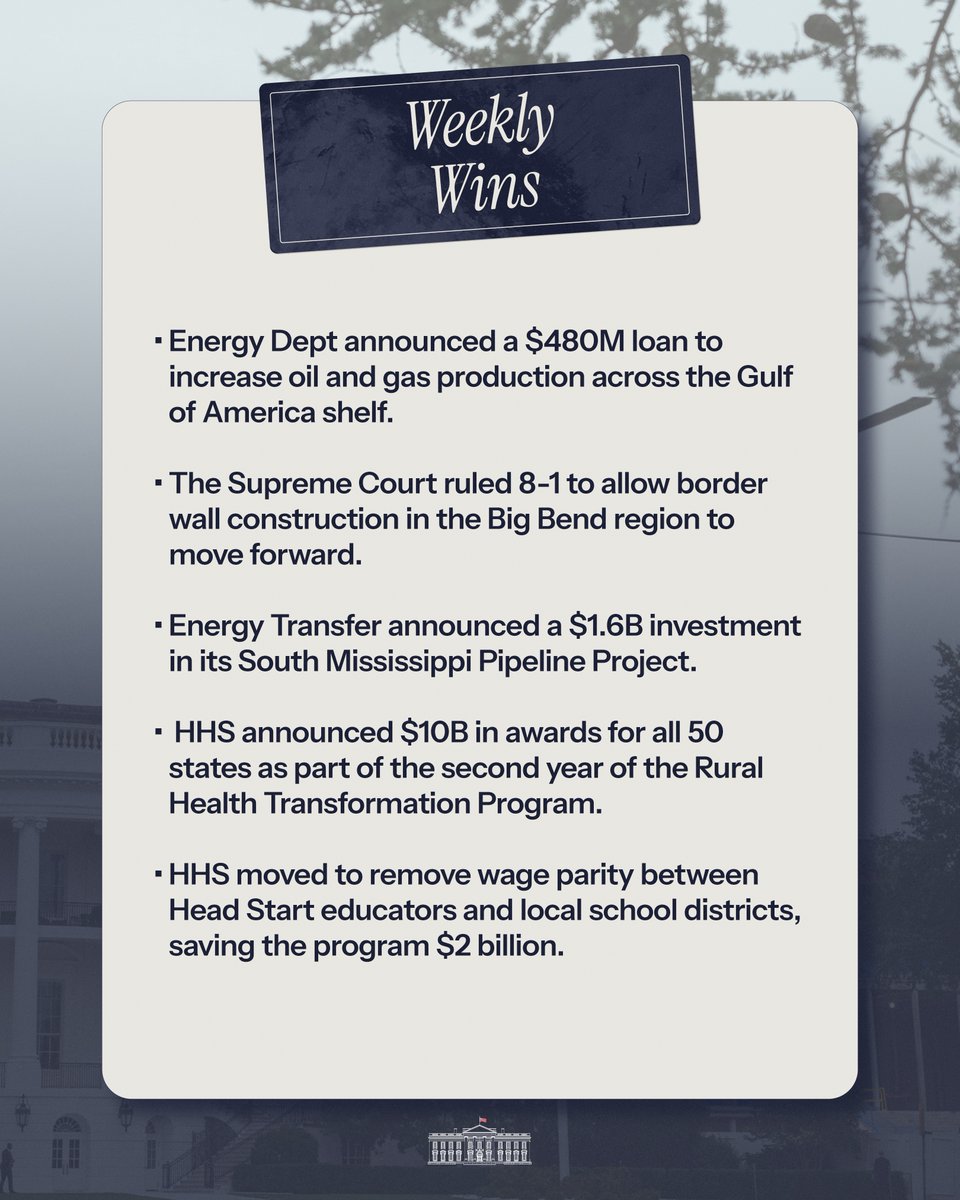 Weekly
Wins
▪ Energy Dept announced a $480M loan to
increase oil and gas production across the Gulf
of America shelf.
▪ The Supreme Court ruled 8-1 to allow border
wall construction in the Big Bend region to
move forward.
▪ Energy Transfer announced a $1.6B investment
in its South Mississippi Pipeline Project.
▪ HHS announced $10B in awards for all 50
states as part of the second year of the Rural
Health Transformation Program.
▪ HHS moved to remove wage parity between
Head Start educators and local school districts,
saving the program $2 billion.